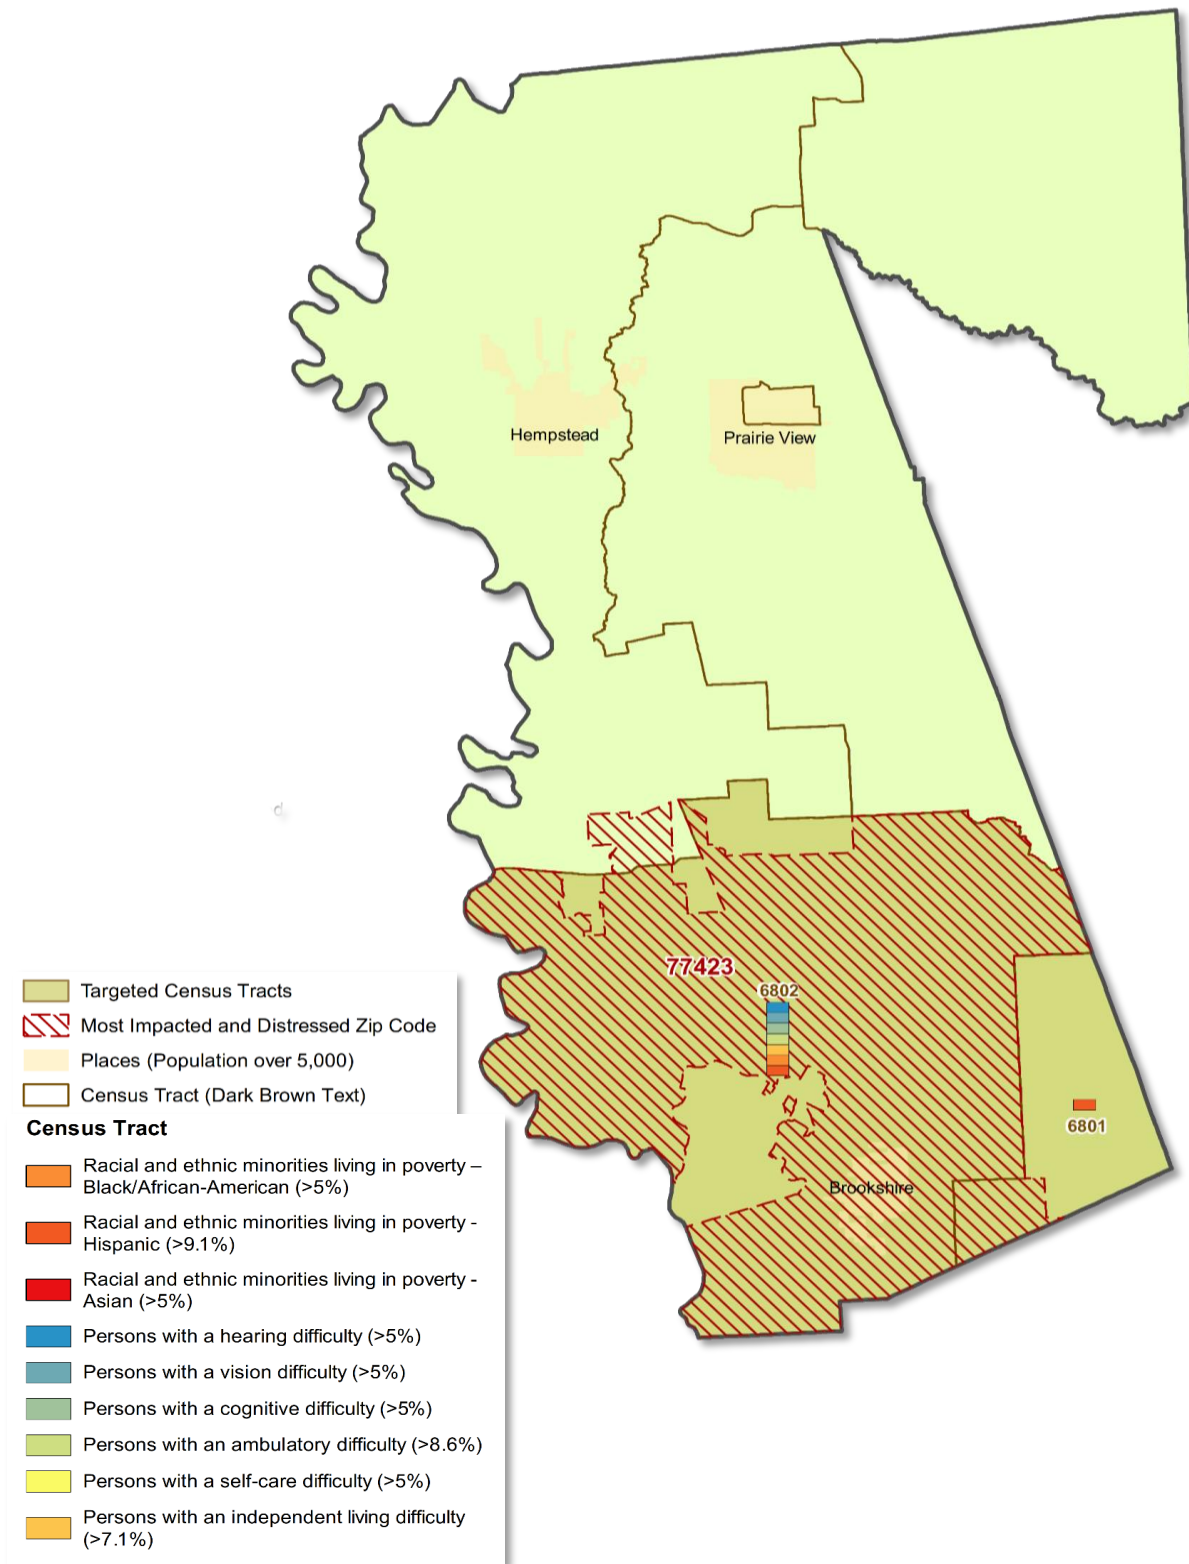 Hempstead
Prairie View
77423
6802
6801
Brookshire
Targeted Census Tracts
Most Impacted and Distressed Zip Code
Places (Population over 5,000)
Census Tract (Dark Brown Text)
Census Tract
Racial and ethnic minorities living in poverty –
Black/African-American (>5%)
Racial and ethnic minorities living in poverty -
Hispanic (>9.1%)
Racial and ethnic minorities living in poverty -
Asian (>5%)
Persons with a hearing difficulty (>5%)
Persons with a vision difficulty (>5%)
Persons with a cognitive difficulty (>5%)
Persons with an ambulatory difficulty (>8.6%)
Persons with a self-care difficulty (>5%)
Persons with an independent living difficulty
(>7.1%)